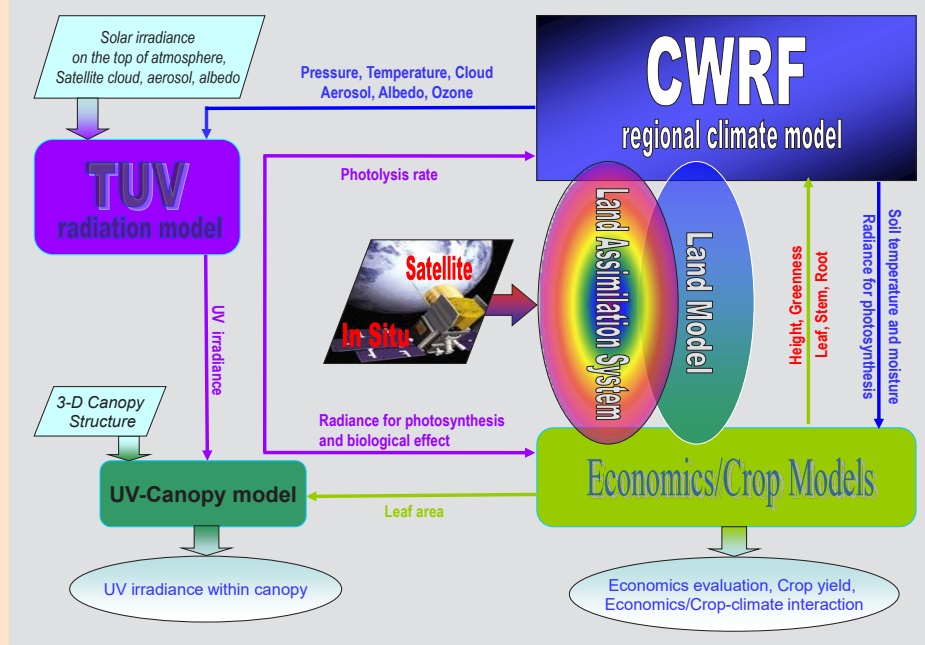 Solar irradiance
on the top of atmosphere,
Satellite cloud, aerosol, albedo
CWRF
regional climate model
Pressure, Temperature, Cloud
Aerosol, Albedo, Ozone
TUV
radiation model
Photolysis rate
Land Assimilation System
Land Model
Satellite
In Situ
Height, Greenness
Leaf, Stem, Root
Soil temperature and moisture
Radiance for photosynthesis
UV irradiance
3-D Canopy
Structure
Radiance for photosynthesis
and biological effect
UV-Canopy model
Leaf area
Economics/Crop Models
UV irradiance within canopy
Economics evaluation, Crop yield,
Economics/Crop-climate interaction